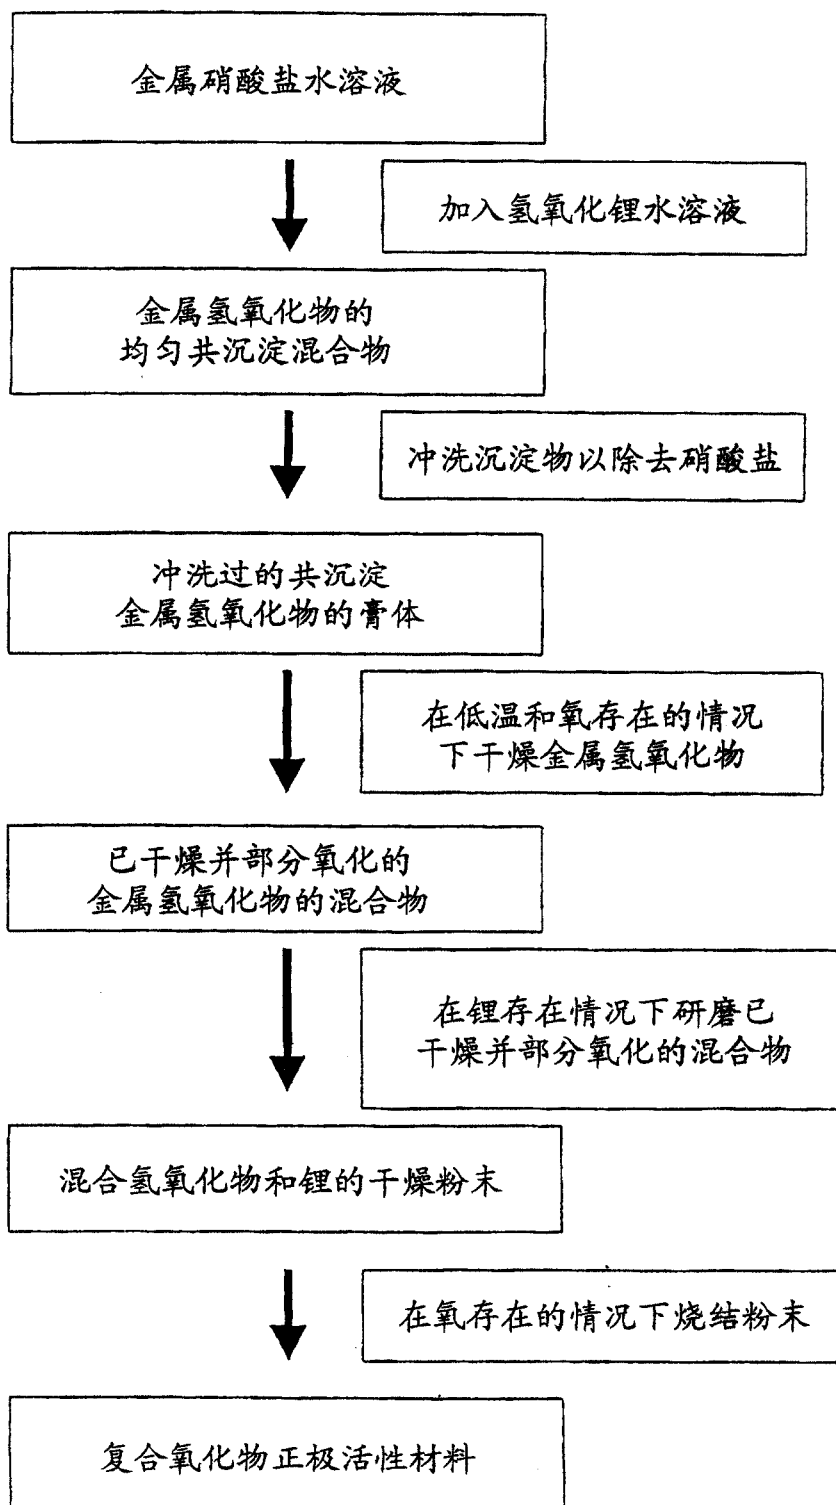 金属硝酸盐水溶液
加入氢氧化锂水溶液
金属氢氧化物的
均匀共沉淀混合物
冲洗沉淀物以除去硝酸盐
冲洗过的共沉淀
金属氢氧化物的膏体
在低温和氧存在的情况
下干燥金属氢氧化物
已干燥并部分氧化的
金属氢氧化物的混合物
在锂存在情况下研磨已
干燥并部分氧化的混合物
混合氢氧化物和锂的干燥粉末
在氧存在的情况下烧结粉末
复合氧化物正极活性材料